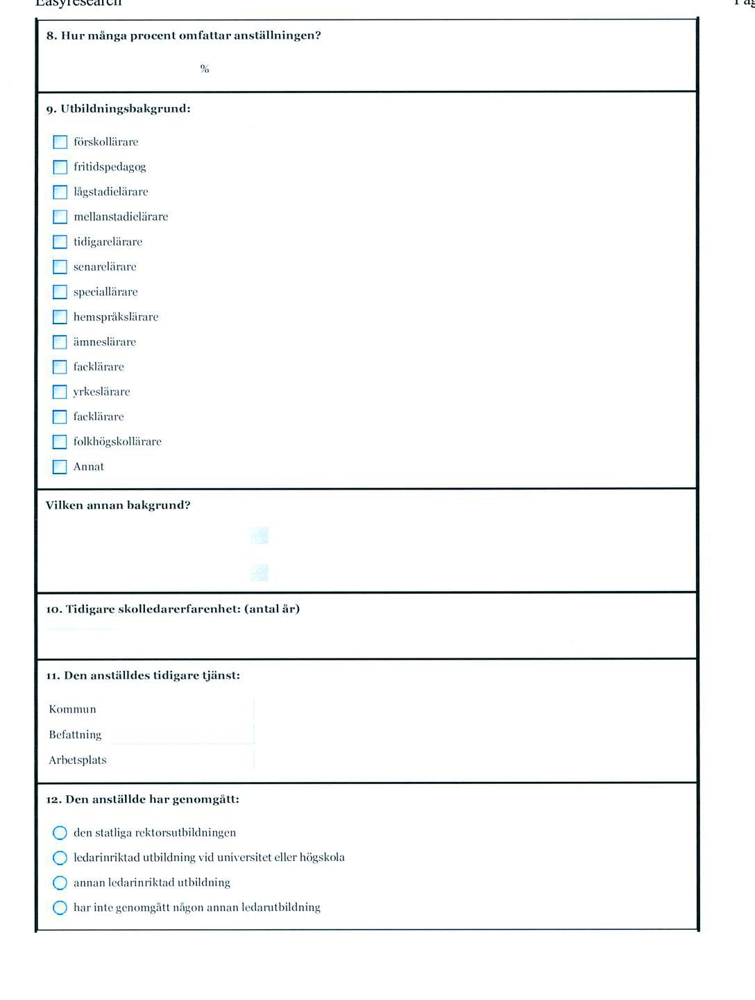 Easyresearch
8. Hur många procent omfattar anställningen?
%
9. Utbildningsbakgrund:
förskollärare
fritidspedagog
lågstadielärare
mellanstadielärare
tidigarelärare
senarelärare
speciallärare
hemspråkslärare
ämneslärare
facklärare
yrkeslärare
facklärare
folkhögskollärare
Annat
Vilken annan bakgrund?
10. Tidigare skolledarerfarenhet: (antal år)
11. Den anställdes tidigare tjänst:
Kommun
Befattning
Arbetsplats
12. Den anställde har genomgått:
den statliga rektorsutbildningen
ledarinriktad utbildning vid universitet eller högskola
annan ledarinriktad utbildning
har inte genomgått någon annan ledarutbildning